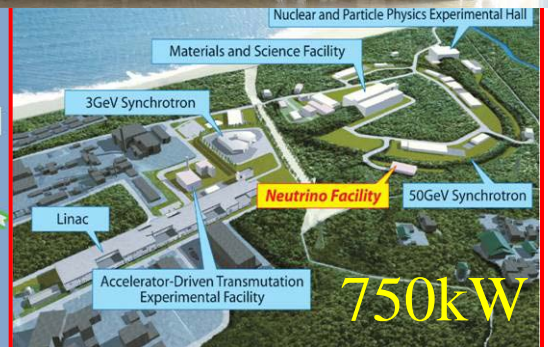 Nuclear and Particle Physics Experimental Hall
Materials and Science Facility
3GeV Synchrotron
Neutrino Facility
50GeV Synchrotron
Linac
Accelerator-Driven Transmutation
Experimental Facility
750kW